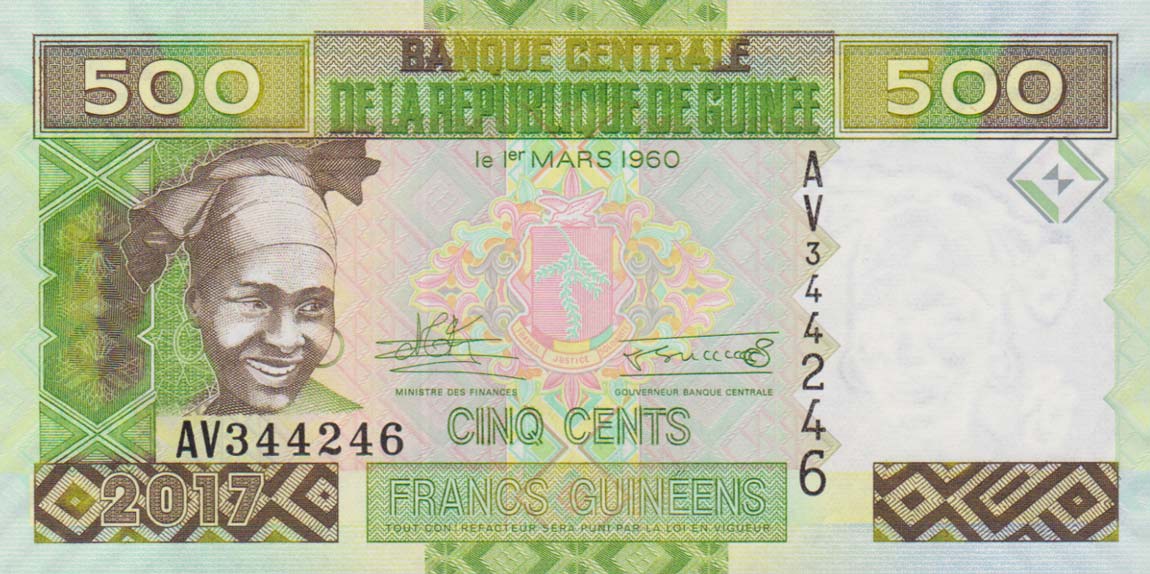 500
BANQUE CENTRALE
DE LA RÉPUBLIQUE DE GUINÉE
500
le 1er MARS 1960
AV344246
JUSTICE
MINISTRE DES FINANCES
GOUVERNEUR BANQUE CENTRALE
CINQ CENTS
AV344246
2017
FRANCS GUINÉENS
TOUT CONTREFACTEUR SERA PUNI PAR LA LOI EN VIGUEUR